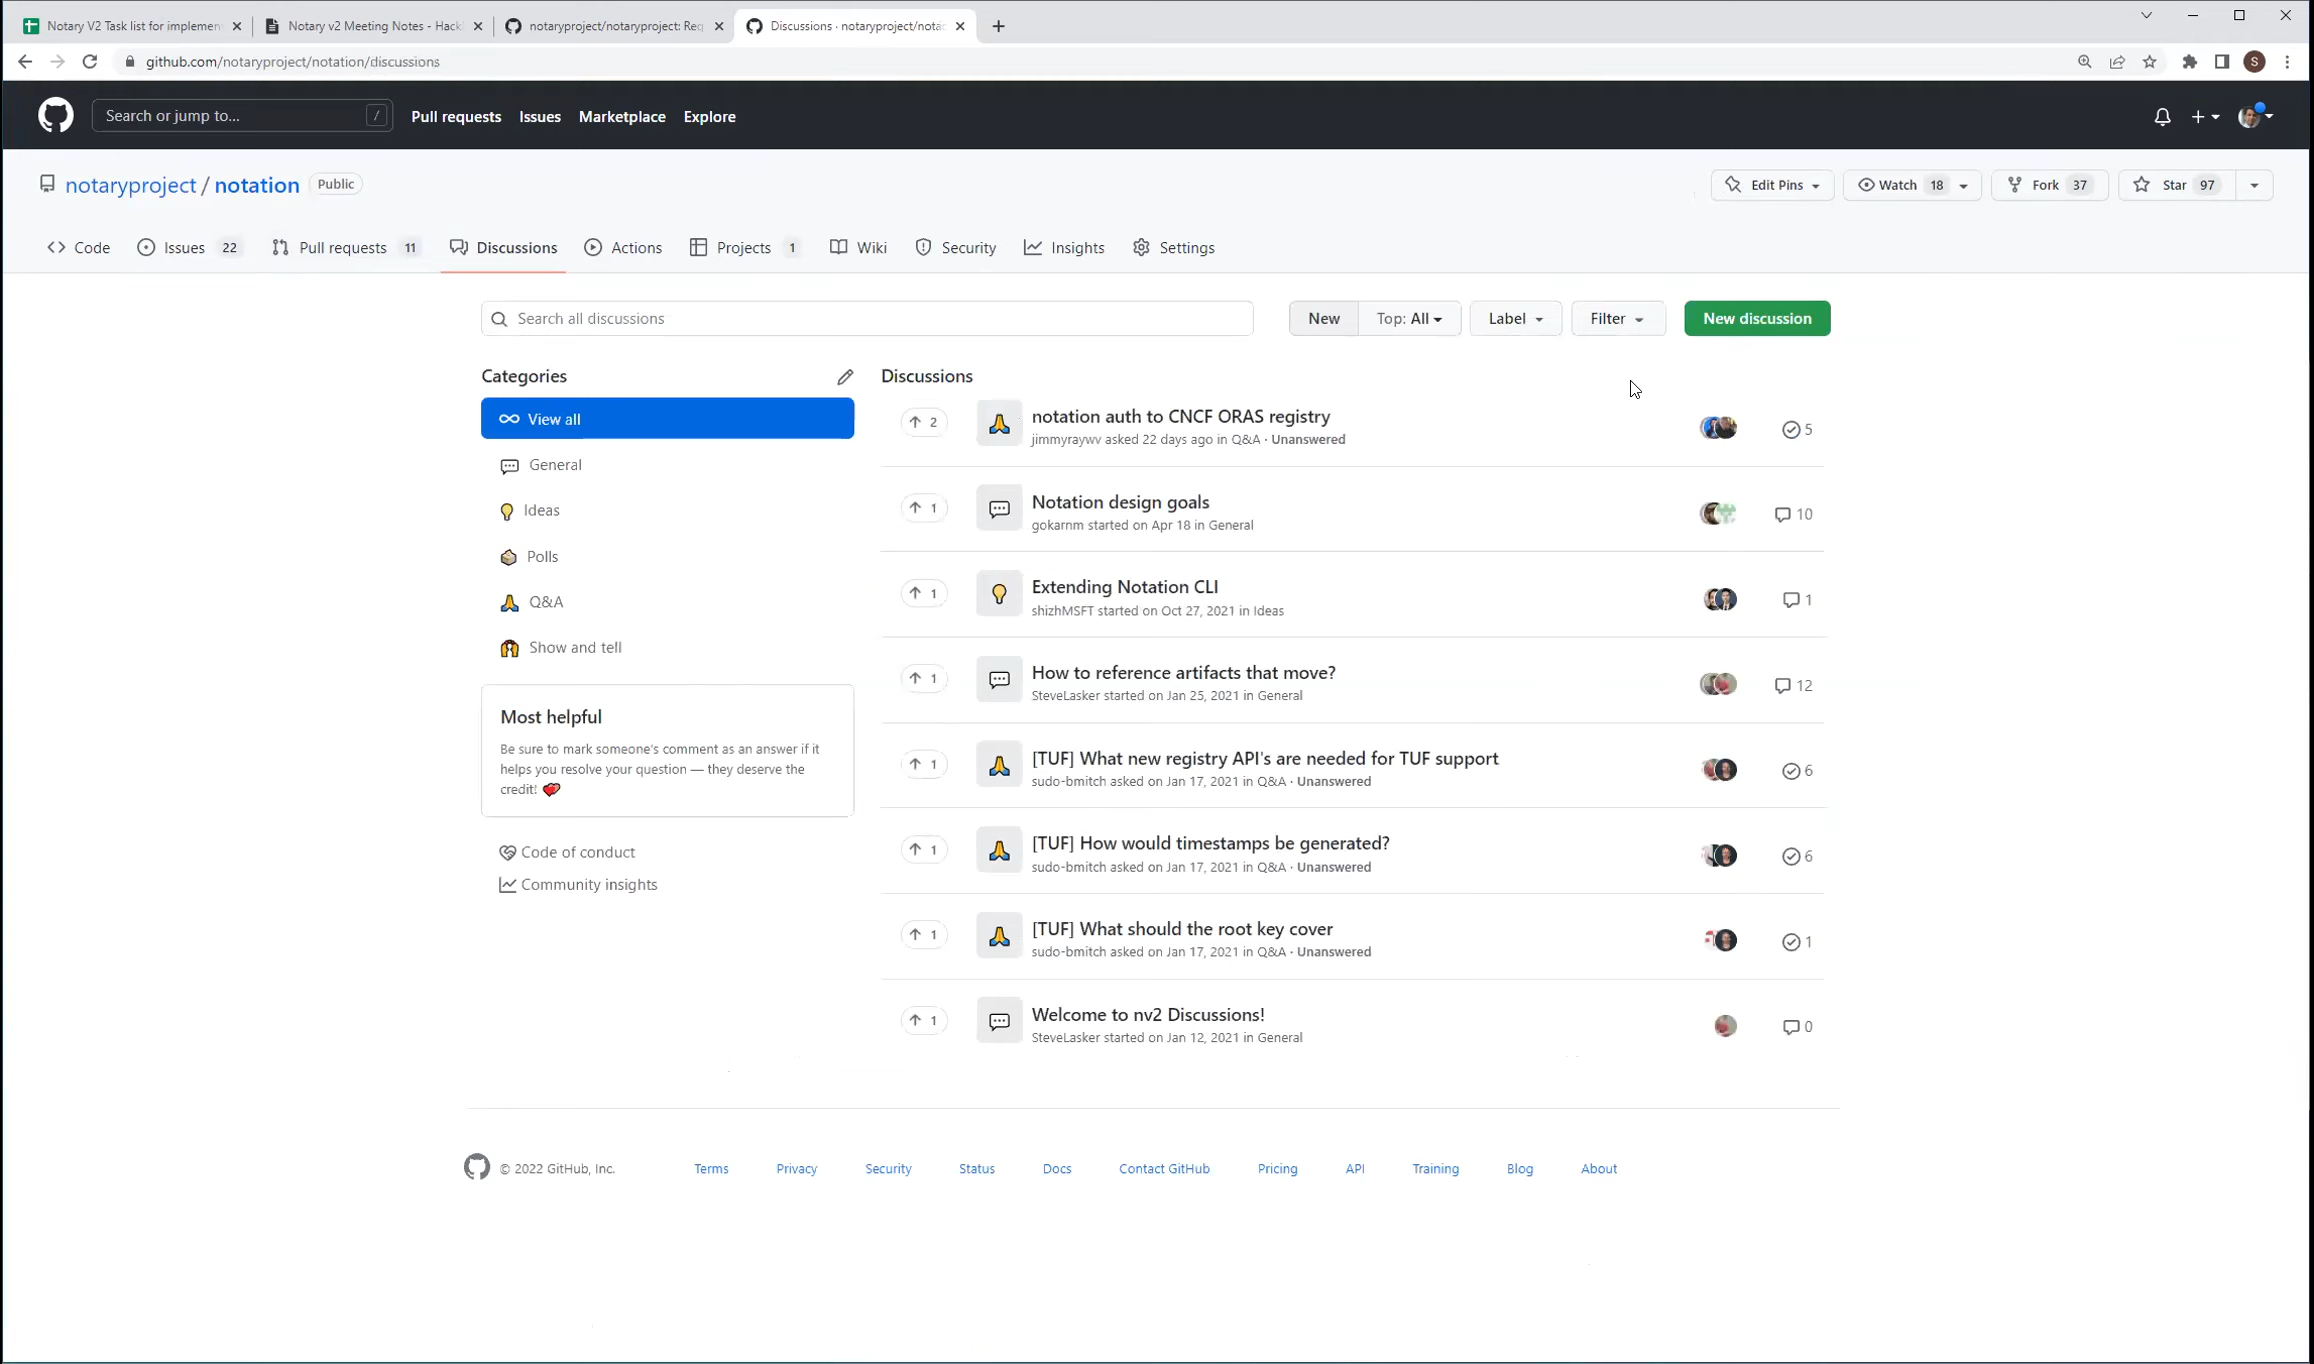 Notary V2 Task list for implemen
Notary v2 Meeting Notes - Hack
notaryproject/notaryproject: Req
Discussions · notaryproject/notac
github.com/notaryproject/notation/discussions
S
Search or jump to...
/
Pull requests
Issues
Marketplace
Explore
notaryproject / notation
Public
Edit Pins
Watch 18
Fork 37
Star 97
Code
Issues 22
Pull requests 11
Discussions
Actions
Projects 1
Wiki
Security
Insights
Settings
Search all discussions
New
Top: All
Label
Filter
New discussion
Categories
View all
General
Ideas
Polls
Q&A
Show and tell
Most helpful
Be sure to mark someone's comment as an answer if it
helps you resolve your question — they deserve the
credit!
Code of conduct
Community insights
Discussions
2
notation auth to CNCF ORAS registry
jimmyraywv asked 22 days ago in Q&A · Unanswered
5
1
Notation design goals
gokarnm started on Apr 18 in General
10
1
Extending Notation CLI
shizhMSFT started on Oct 27, 2021 in Ideas
1
1
How to reference artifacts that move?
SteveLasker started on Jan 25, 2021 in General
12
1
[TUF] What new registry API's are needed for TUF support
sudo-bmitch asked on Jan 17, 2021 in Q&A · Unanswered
6
1
[TUF] How would timestamps be generated?
sudo-bmitch asked on Jan 17, 2021 in Q&A · Unanswered
6
1
[TUF] What should the root key cover
sudo-bmitch asked on Jan 17, 2021 in Q&A · Unanswered
1
1
Welcome to nv2 Discussions!
SteveLasker started on Jan 12, 2021 in General
0
© 2022 GitHub, Inc.
Terms
Privacy
Security
Status
Docs
Contact GitHub
Pricing
API
Training
Blog
About